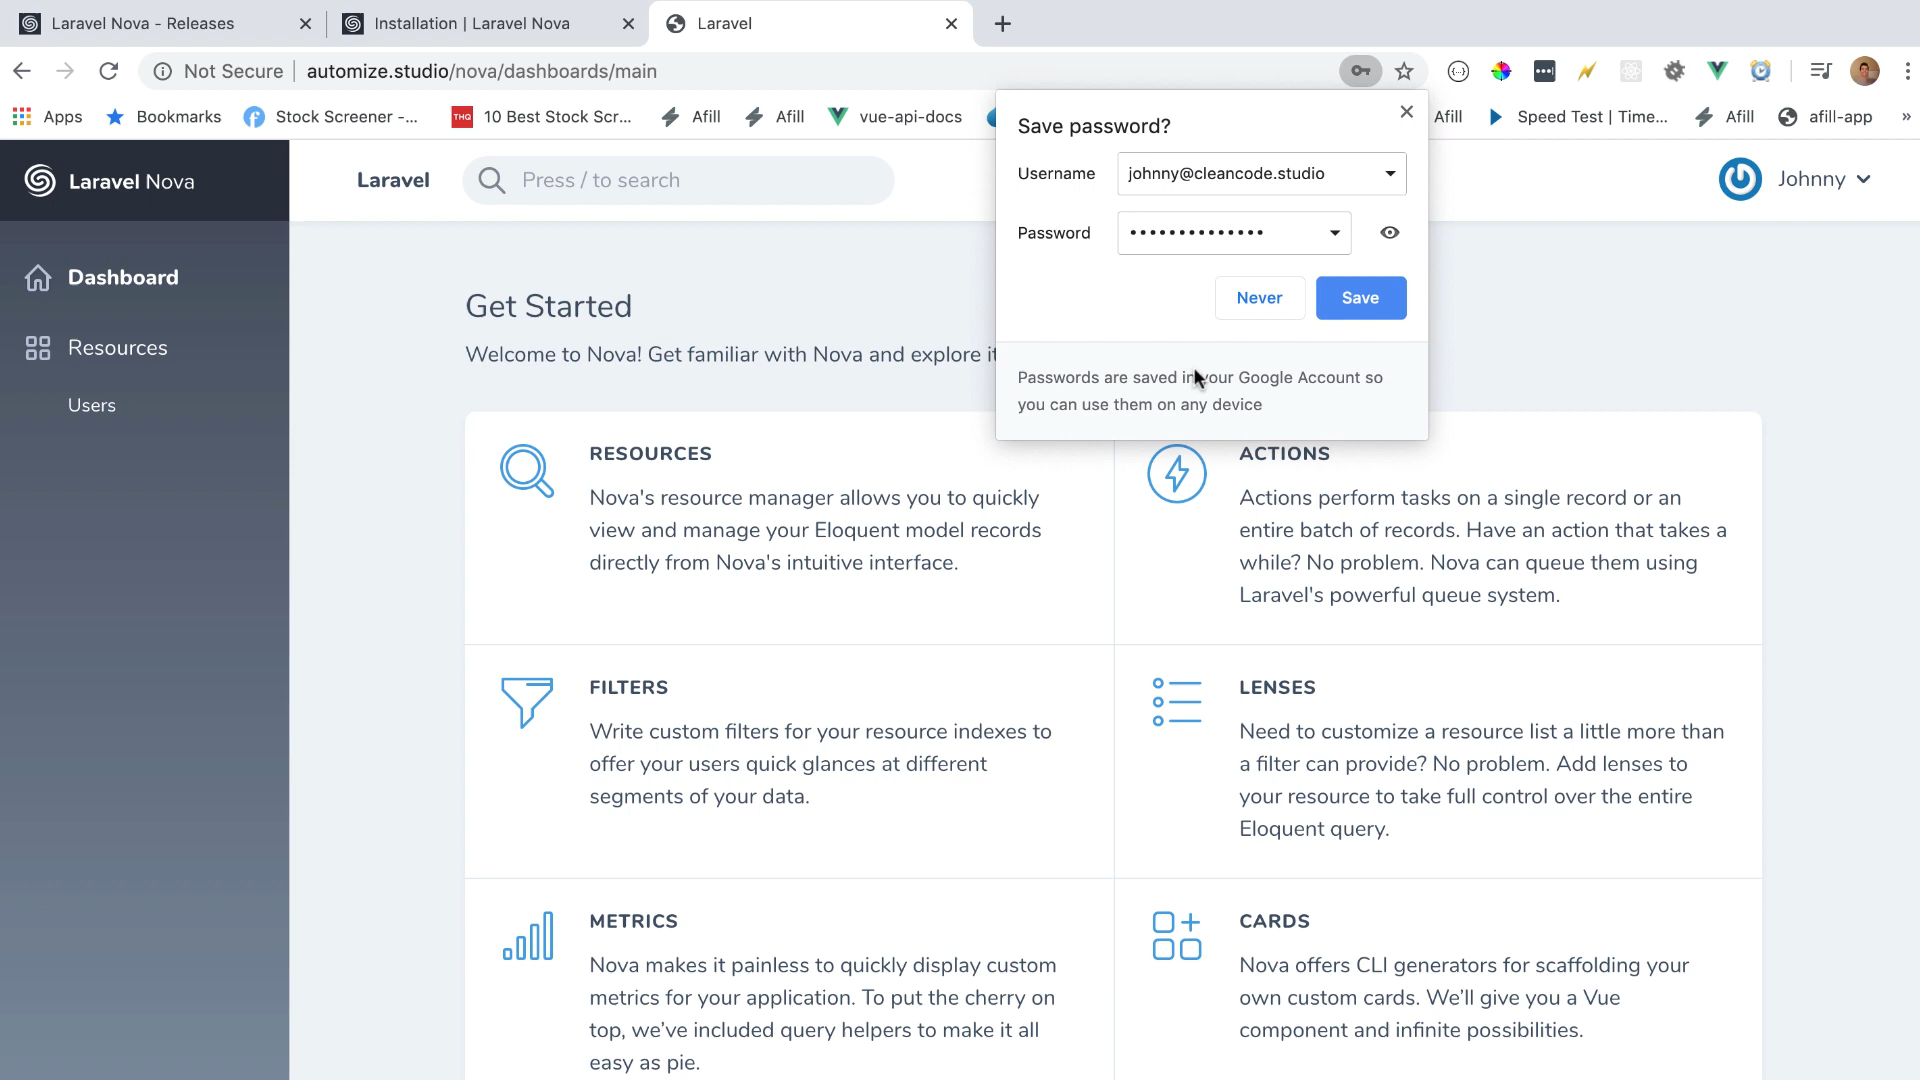 Laravel Nova - Releases
Installation | Laravel Nova
Laravel
Not Secure
automize.studio/nova/dashboards/main
Apps
Bookmarks
Stock Screener -...
THQ
10 Best Stock Scr...
Afill
Afill
vue-api-docs
Afill
Speed Test | Time...
Afill
afill-app
»
Save password?
Username
johnny@cleancode.studio
Password
••••••••••••••
Never
Save
Passwords are saved in your Google Account so
you can use them on any device
Laravel Nova
Laravel
Press / to search
Johnny
Dashboard
Resources
Users
Get Started
Welcome to Nova! Get familiar with Nova and explore
RESOURCES
Nova's resource manager allows you to quickly
view and manage your Eloquent model records
directly from Nova's intuitive interface.
ACTIONS
Actions perform tasks on a single record or an
entire batch of records. Have an action that takes a
while? No problem. Nova can queue them using
Laravel's powerful queue system.
FILTERS
Write custom filters for your resource indexes to
offer your users quick glances at different
segments of your data.
LENSES
Need to customize a resource list a little more than
a filter can provide? No problem. Add lenses to
your resource to take full control over the entire
Eloquent query.
METRICS
Nova makes it painless to quickly display custom
metrics for your application. To put the cherry on
top, we've included query helpers to make it all
easy as pie.
CARDS
Nova offers CLI generators for scaffolding your
own custom cards. We'll give you a Vue
component and infinite possibilities.